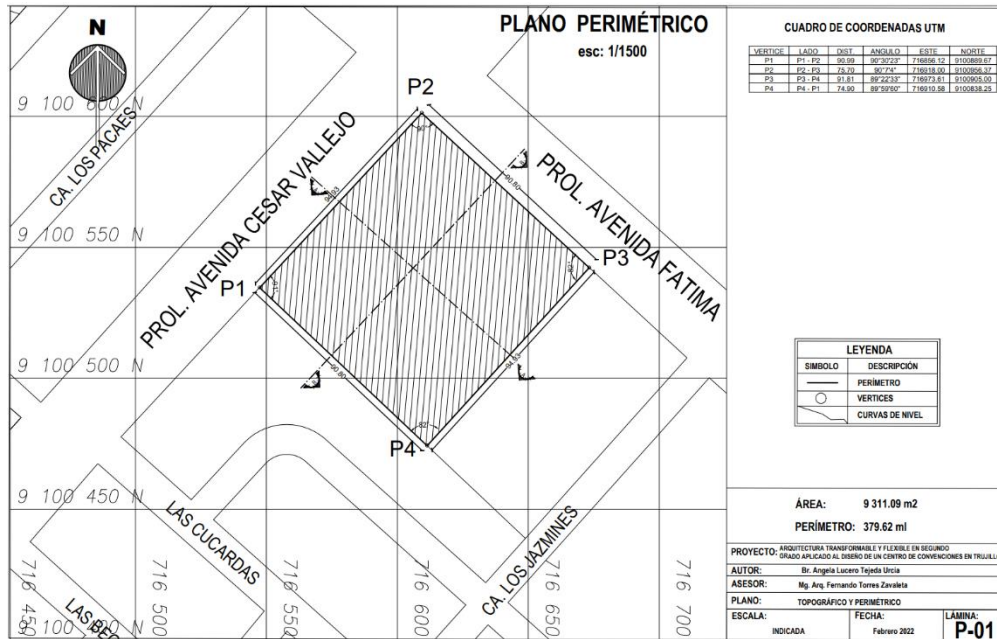 PLANO PERIMÉTRICO
esc: 1/1500
N
P2
9 100 600 N
CA. LOS PACAES
PROL. AVENIDA CESAR VALLEJO
PROL. AVENIDA FATIMA
90.80
9 100 550 N
P3
P1
9 100 500 N
90.80
P4
9 100 450 N
LAS CUCARDAS
CA. LOS JAZMINES
716 450
716 500
716 550
716 600
716 650
716 700
CUADRO DE COORDENADAS UTM
VERTICE LADO DIST. ANGULO ESTE NORTE
P1 P1 - P2 90.99 90°30'23" 716856.12 9100889.67
P2 P2 - P3 75.70 90°7'4" 716918.00 9100956.37
P3 P3 - P4 91.81 89°22'33" 716973.61 9100905.00
P4 P4 - P1 74.90 89°59'60" 716910.58 9100838.25
LEYENDA
SIMBOLO DESCRIPCIÓN
PERÍMETRO
VERTICES
CURVAS DE NIVEL
ÁREA: 9 311.09 m2
PERÍMETRO: 379.62 ml
PROYECTO: ARQUITECTURA TRANSFORMABLE Y FLEXIBLE EN SEGUNDO
GRADO APLICADO AL DISEÑO DE UN CENTRO DE CONVENCIONES EN
AUTOR: Br. Angela Lucero Tejeda Urcia
ASESOR: Mg. Arq. Fernando Torres Zavaleta
PLANO: TOPOGRÁFICO Y PERIMÉTRICO
ESCALA: FECHA: LÁMINA:
INDICADA Febrero 2022 P-01